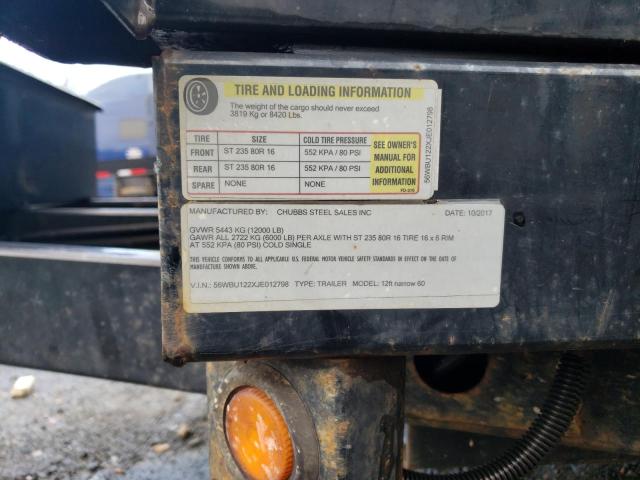 TIRE AND LOADING INFORMATION
The weight of the cargo should never exceed
3819 Kg or 8420 Lbs.
TIRE SIZE COLD TIRE PRESSURE
FRONT ST 235 80R 16 552 KPA / 80 PSI
REAR ST 235 80R 16 552 KPA / 80 PSI
SPARE NONE NONE
SEE OWNER'S
MANUAL FOR
ADDITIONAL
INFORMATION
56WBU122XJE012798
MANUFACTURED BY: CHUBBS STEEL SALES INC DATE: 10/2017
GVWR 5443 KG (12000 LB)
GAWR ALL 2722 KG (6000 LB) PER AXLE WITH ST 235 80R 16 TIRE 16 x 6 RIM
AT 552 KPA (80 PSI) COLD SINGLE
THIS VEHICLE CONFORMS TO ALL APPLICABLE U.S. FEDERAL MOTOR VEHICLE SAFETY STANDARDS IN EFFECT ON THE DATE OF
MANUFACTURE SHOWN ABOVE.
V.I.N.: 56WBU122XJE012798 TYPE: TRAILER MODEL: 12ft narrow 60